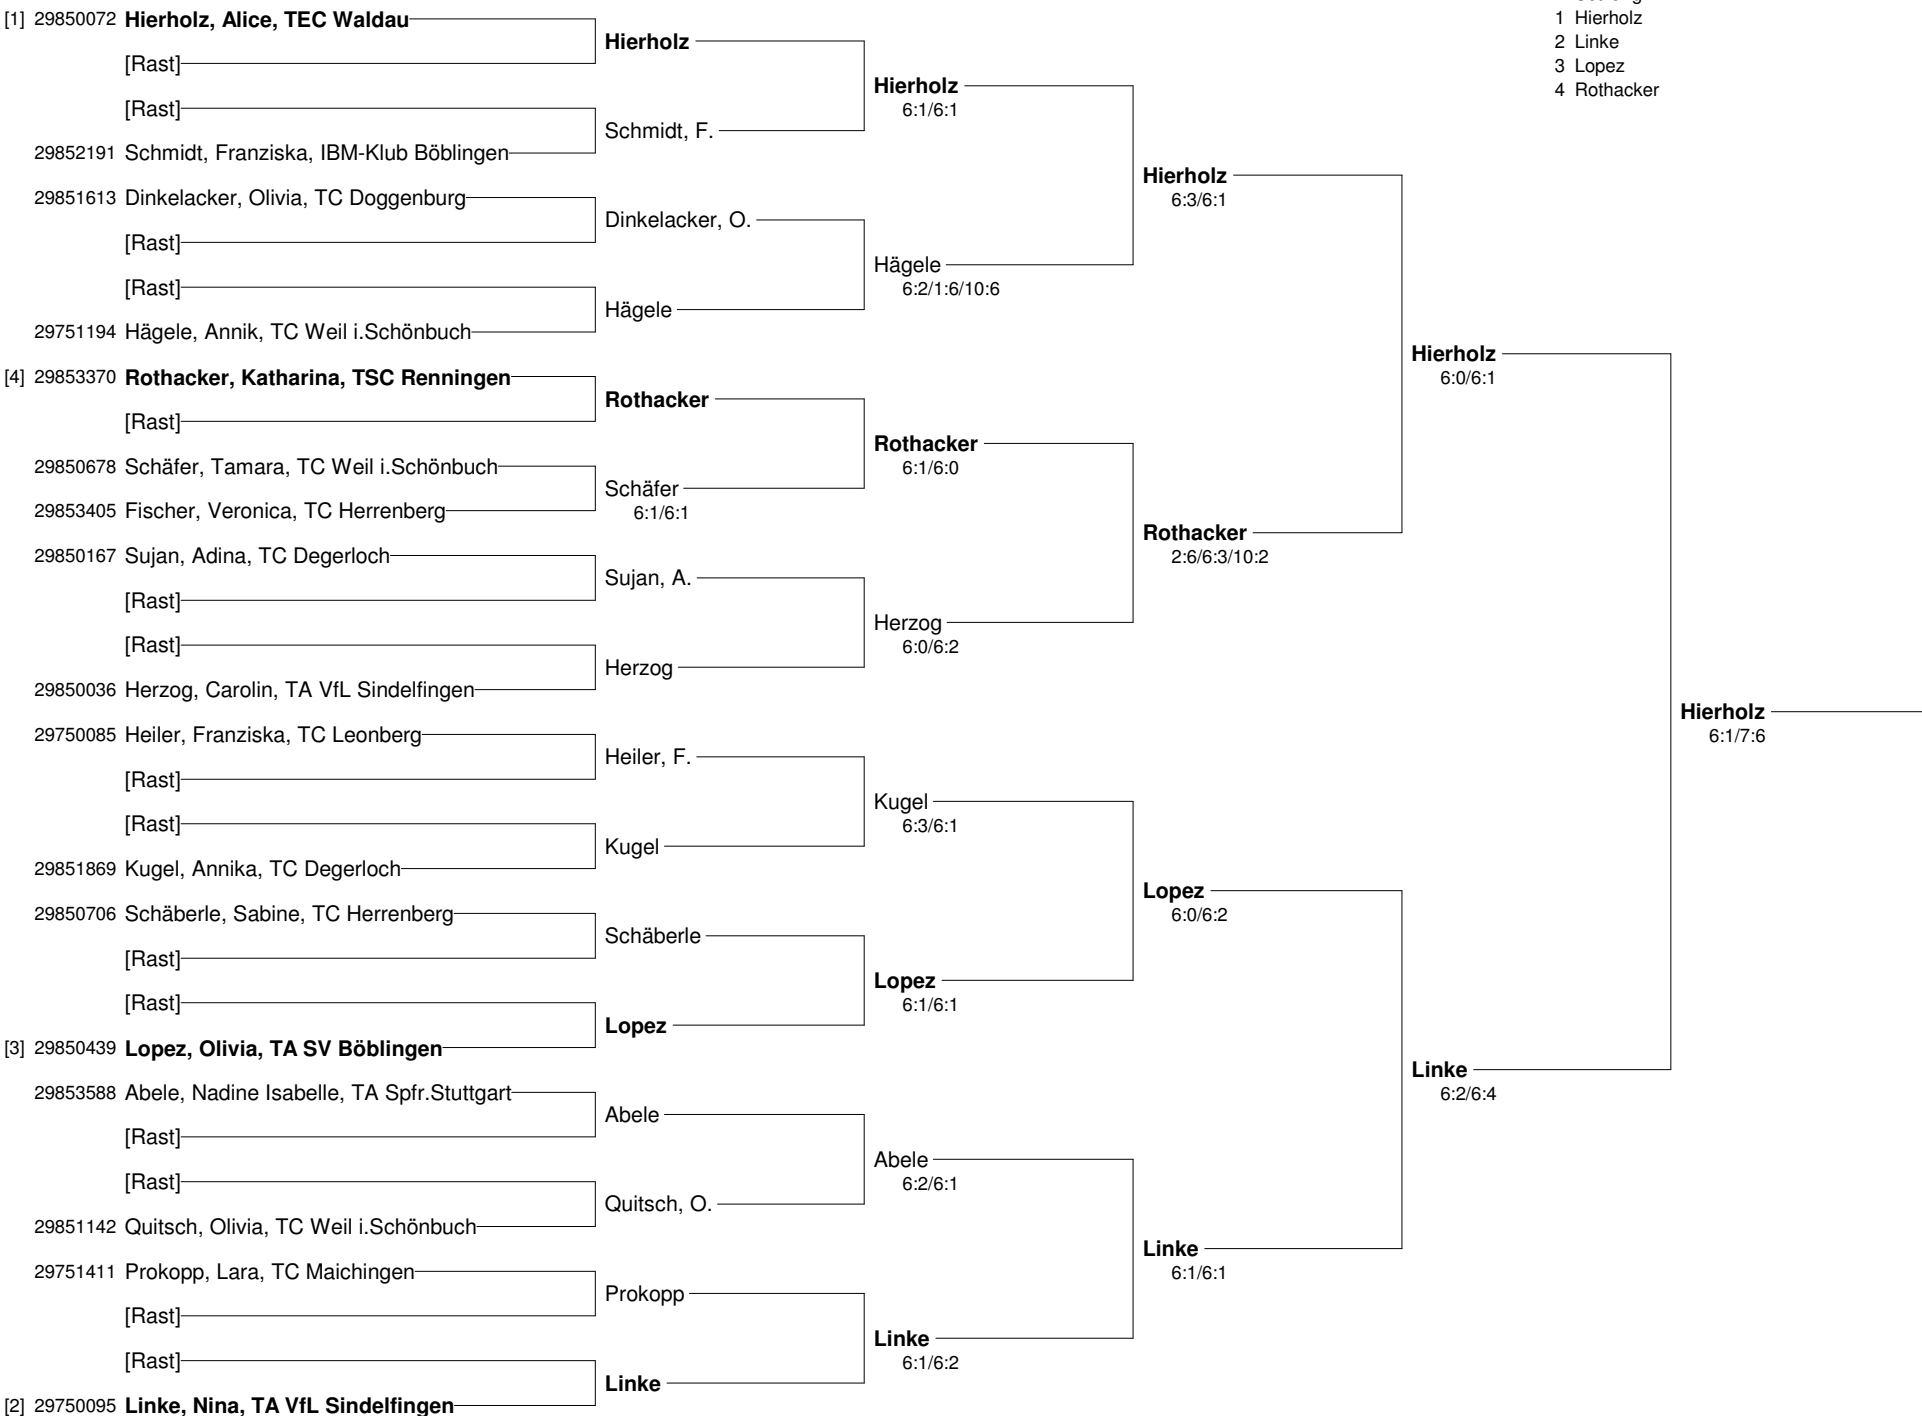 [1] 29850072 Hierholz, Alice, TEC Waldau
[Rast]
[Rast]
29852191 Schmidt, Franziska, IBM-Klub Böblingen
29851613 Dinkelacker, Olivia, TC Doggenburg
[Rast]
[Rast]
29751194 Hägele, Annik, TC Weil i.Schönbuch
[4] 29853370 Rothacker, Katharina, TSC Renningen
[Rast]
29850678 Schäfer, Tamara, TC Weil i.Schönbuch
29853405 Fischer, Veronica, TC Herrenberg
29850167 Sujan, Adina, TC Degerloch
[Rast]
[Rast]
29850036 Herzog, Carolin, TA VfL Sindelfingen
29750085 Heiler, Franziska, TC Leonberg
[Rast]
[Rast]
29851869 Kugel, Annika, TC Degerloch
29850706 Schäberle, Sabine, TC Herrenberg
[Rast]
[Rast]
[3] 29850439 Lopez, Olivia, TA SV Böblingen
29853588 Abele, Nadine Isabelle, TA Spfr.Stuttgart
[Rast]
[Rast]
29851142 Quitsch, Olivia, TC Weil i.Schönbuch
29751411 Prokopp, Lara, TC Maichingen
[Rast]
[Rast]
[2] 29750095 Linke, Nina, TA VfL Sindelfingen
Hierholz
Schmidt, F.
Dinkelacker, O.
Hägele
Rothacker
Schäfer
6:1/6:1
Sujan, A.
Herzog
Heiler, F.
Kugel
Schäberle
Lopez
Abele
Quitsch, O.
Prokopp
Linke
Hierholz
6:1/6:1
Hägele
6:2/1:6/10:6
Rothacker
6:1/6:0
Herzog
6:0/6:2
Kugel
6:3/6:1
Lopez
6:1/6:1
Abele
6:2/6:1
Linke
6:1/6:2
Hierholz
6:3/6:1
Rothacker
2:6/6:3/10:2
Lopez
6:0/6:2
Linke
6:1/6:1
Hierholz
6:0/6:1
Linke
6:2/6:4
Hierholz
6:1/7:6
1 Hierholz
2 Linke
3 Lopez
4 Rothacker